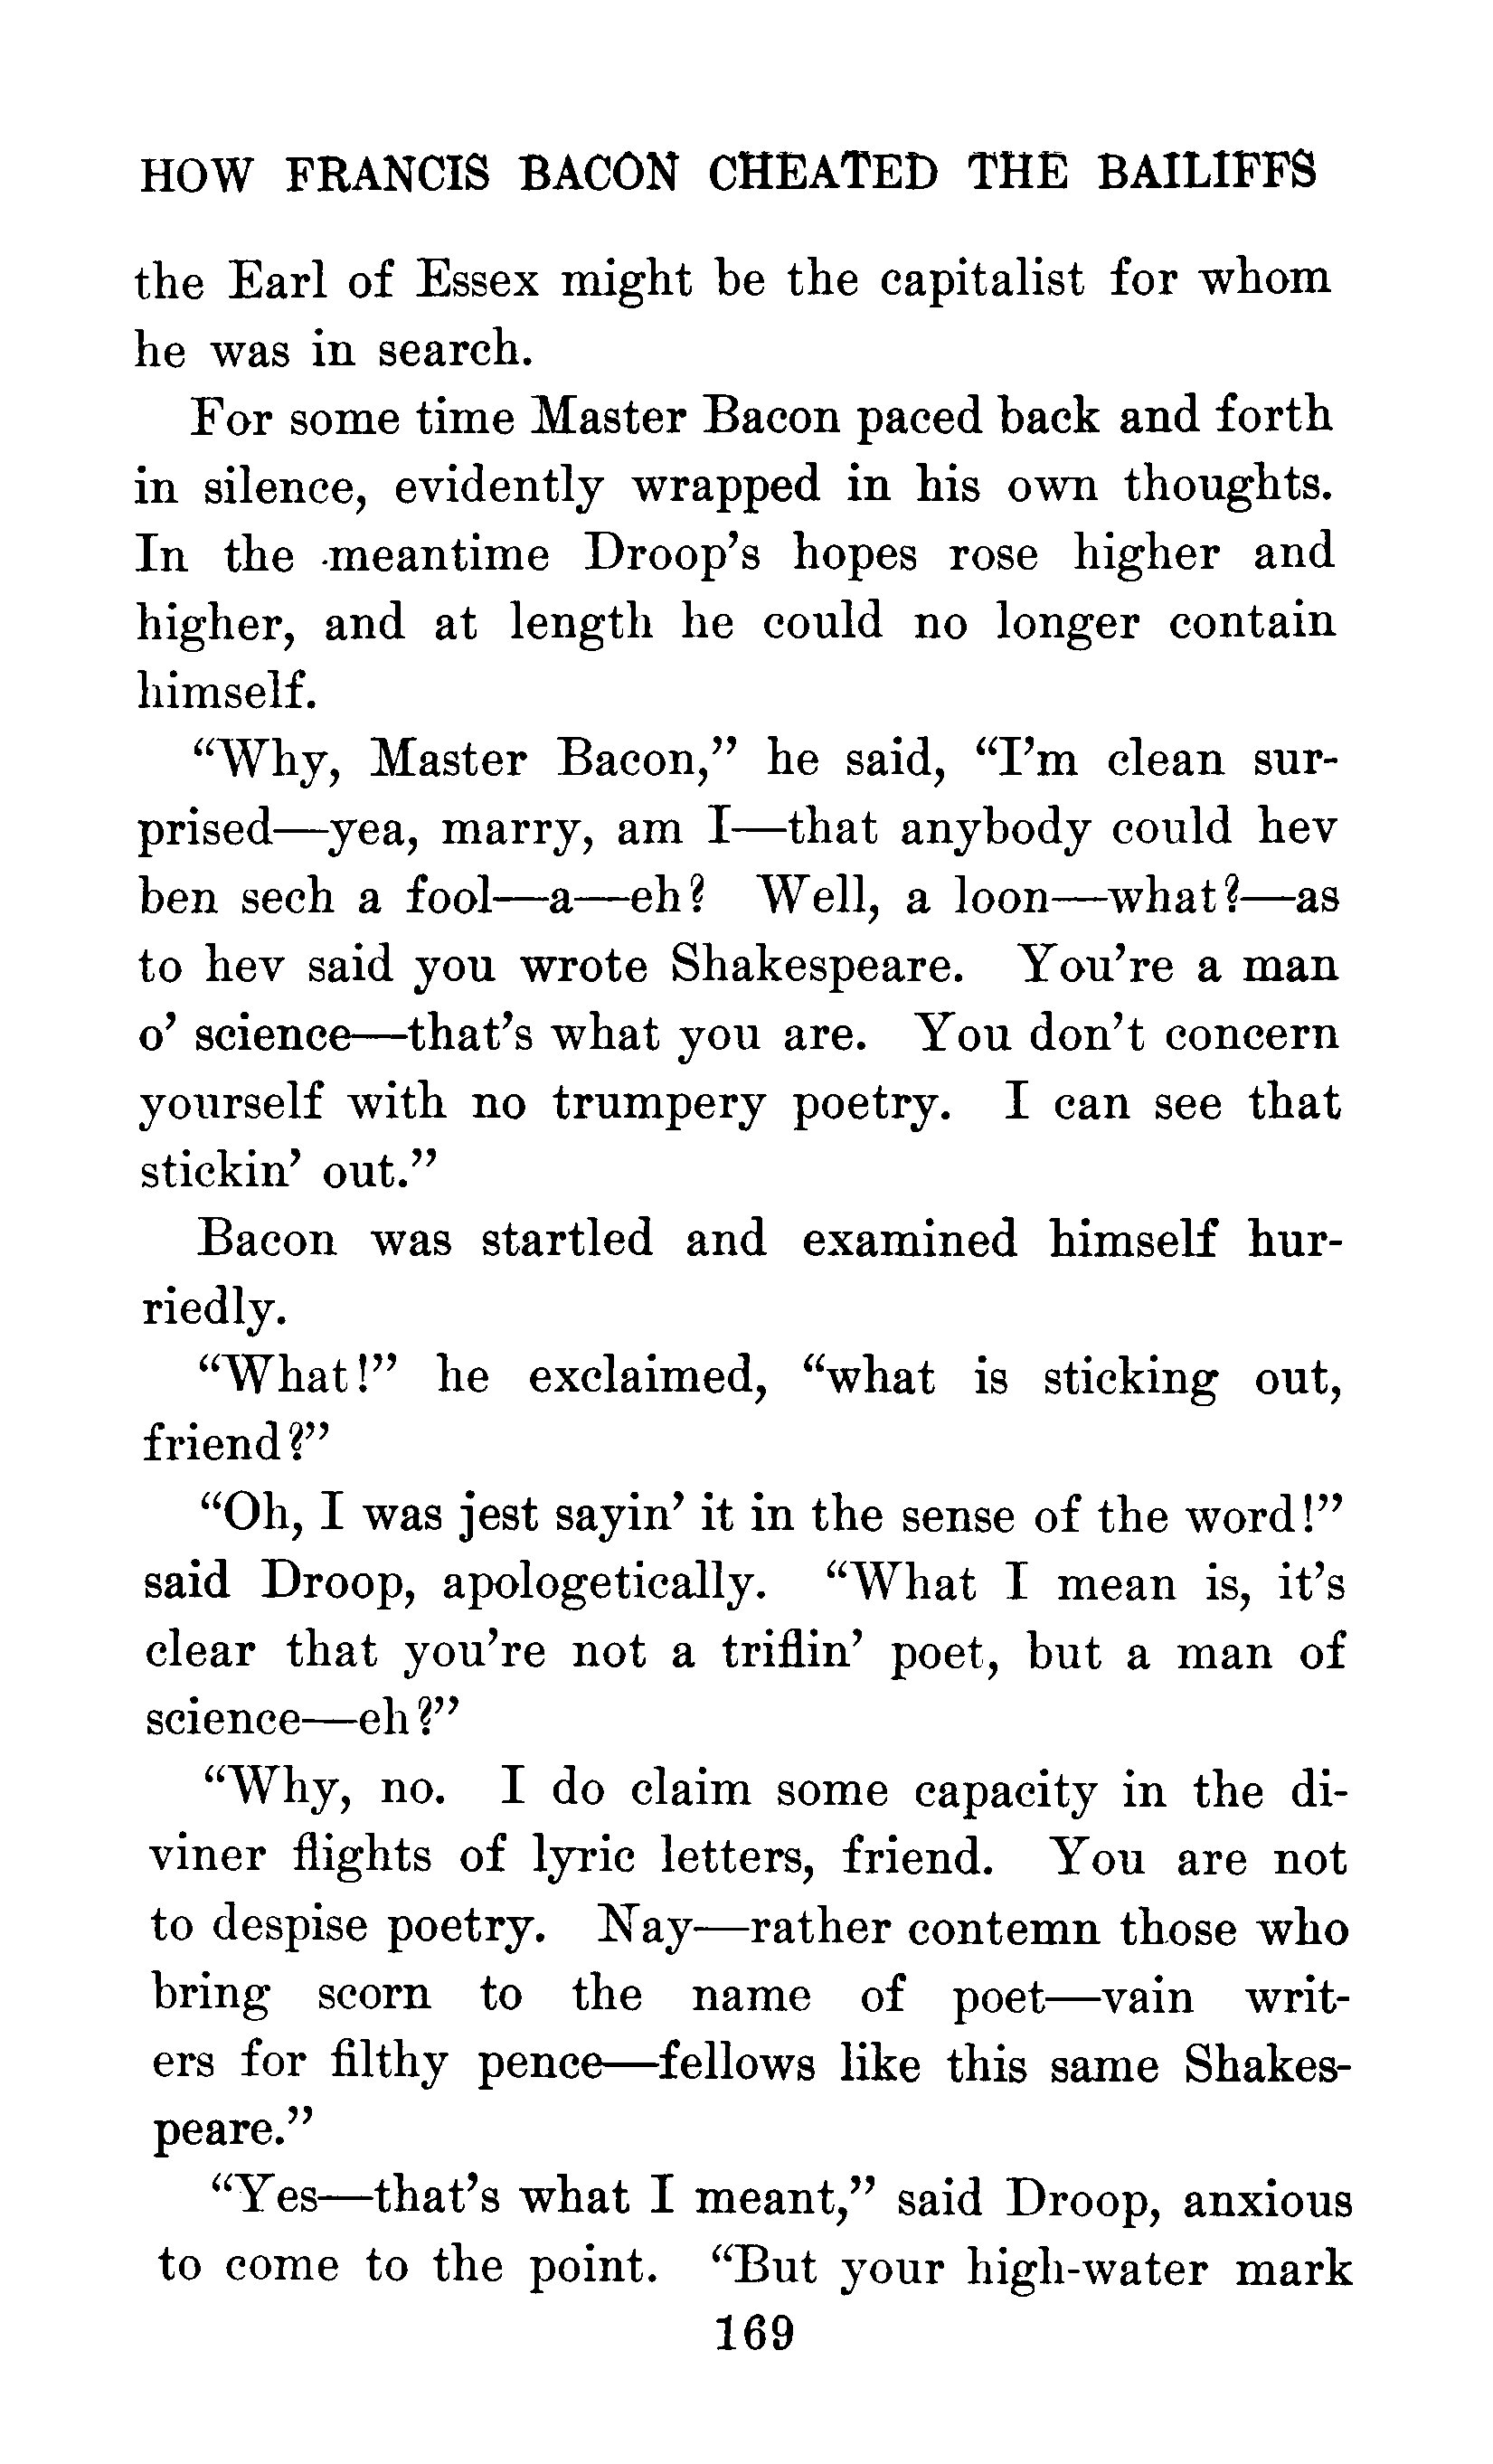 HOW FRANCIS BACON CHEATED THE BAILIFFS
the Earl of Essex might be the capitalist for whom
he was in search.
For some time Master Bacon paced back and forth
in silence, evidently wrapped in his own thoughts.
In the meantime Droop's hopes rose higher and
higher, and at length he could no longer contain
himself.
“Why, Master Bacon,” he said, “I'm clean sur-
prised—yea, marry, am I—that anybody could hev
ben sech a fool—a—eh? Well, a loon—what?—as
to hev said you wrote Shakespeare. You're a man
o' science—that's what you are. You don't concern
yourself with no trumpery poetry. I can see that
stickin' out.”
Bacon was startled and examined himself hur-
riedly.
“What!” he exclaimed, “what is sticking out,
friend?”
“Oh, I was jest sayin' it in the sense of the word!”
said Droop, apologetically. “What I mean is, it's
clear that you're not a triflin' poet, but a man of
science—eh?”
“Why, no. I do claim some capacity in the di-
viner flights of lyric letters, friend. You are not
to despise poetry. Nay—rather contemn those who
bring scorn to the name of poet—vain writ-
ers for filthy pence—fellows like this same Shakes-
peare.”
“Yes—that's what I meant,” said Droop, anxious
to come to the point. “But your high-water mark
169